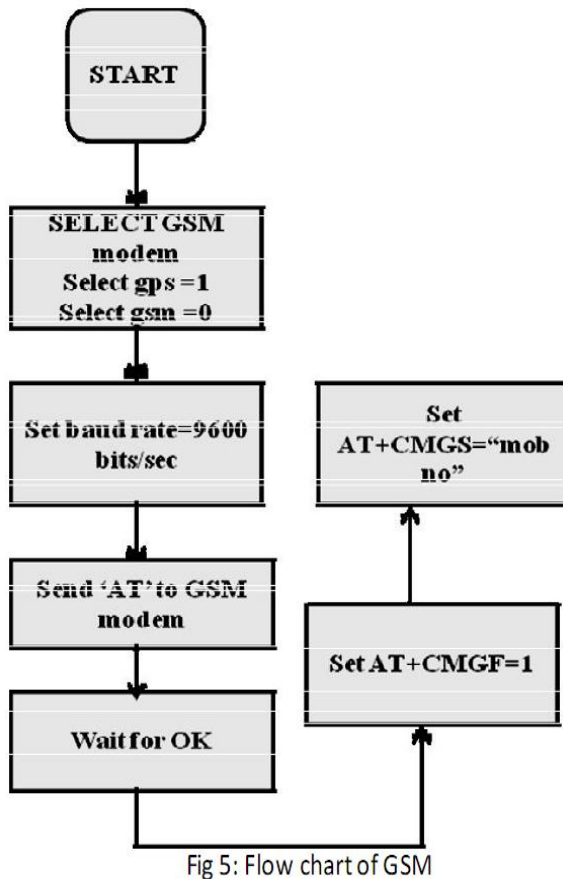 START
SELECT GSM
modem
Select gps =1
Select gsm =0
Set baud rate=9600
bits/sec
Send ‘AT’ to GSM
modem
Wait for OK
Set AT+CMGF=1
Set
AT+CMGS=“mob
no”
Fig 5: Flow chart of GSM